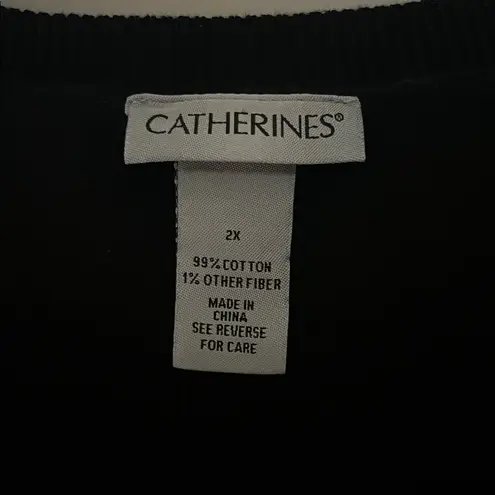 CATHERINES®
2X
99% COTTON
1% OTHER FIBER
MADE IN
CHINA
SEE REVERSE
FOR CARE